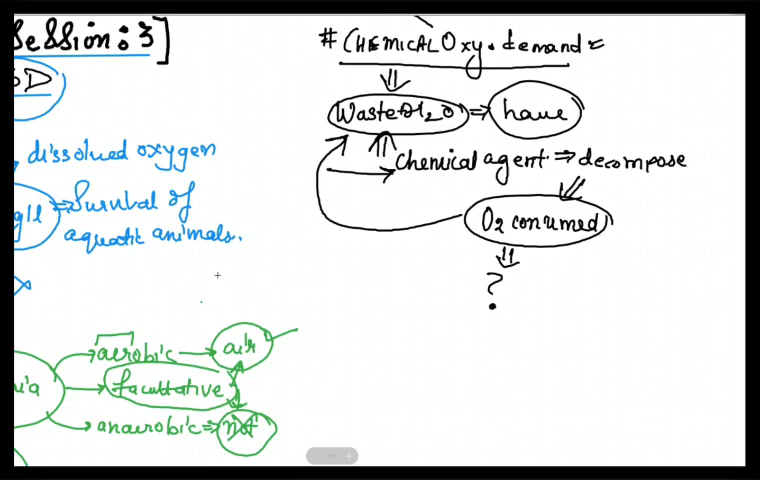 Session: 3]
D
dissolved oxygen
g/l ⇒ Survival of
aquatic animals.
aerobic → air
facultative
anaerobic ⇒ not
# CHEMICAL Oxy. demand =
Waste H2O ⇒ have
Chemical agent ⇒ decompose
O2 conumed
?